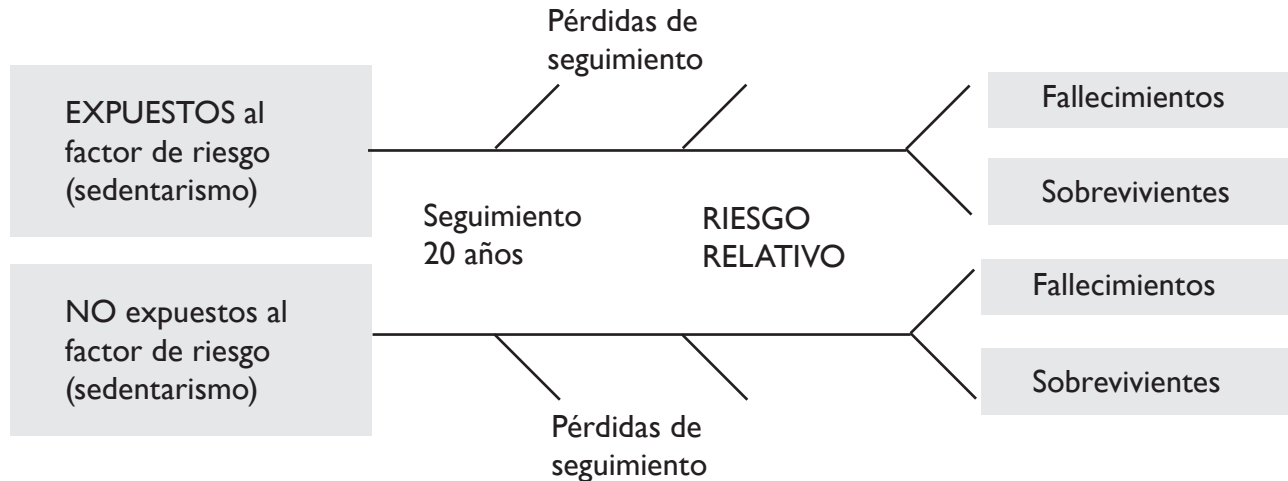 Pérdidas de
seguimiento
EXPUESTOS al
factor de riesgo
(sedentarismo)
Fallecimientos
Sobrevivientes
Seguimiento
20 años
RIESGO
RELATIVO
NO expuestos al
factor de riesgo
(sedentarismo)
Fallecimientos
Sobrevivientes
Pérdidas de
seguimiento